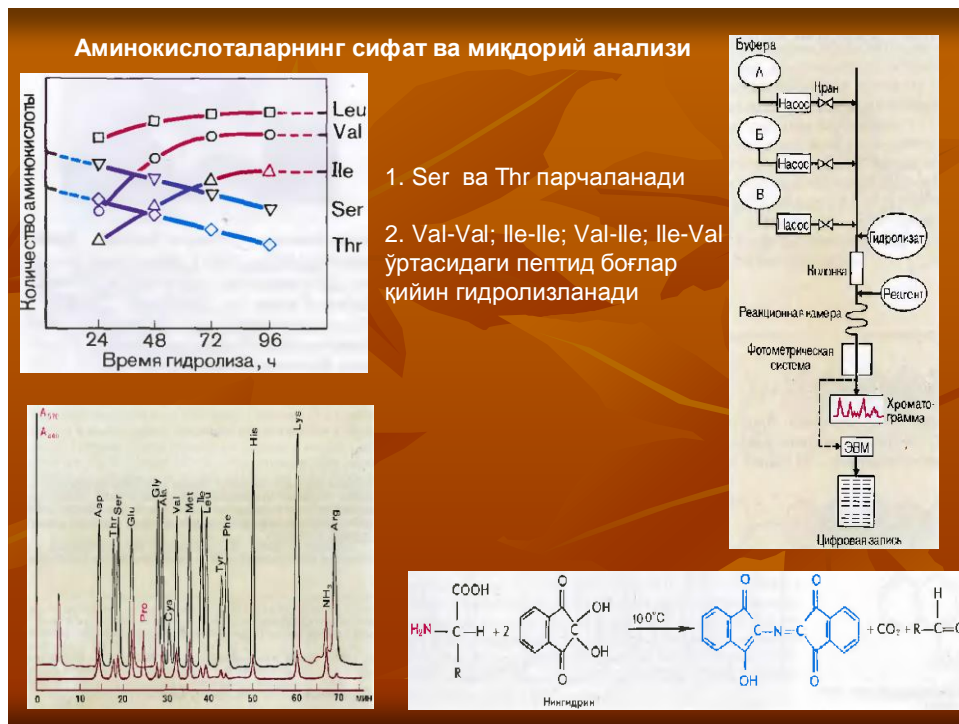 Аминокислоталарнинг сифат ва миқдорий анализи
Количество аминокислоты
Leu
Val
Ile
Ser
Thr
24 48 72 96
Время гидролиза, ч
1. Ser ва Thr парчаланади
2. Val-Val; Ile-Ile; Val-Ile; Ile-Val
ўртасидаги пептид боғлар
қийин гидролизланади
Буфера
А
Кран
Насос
Б
Насос
В
Насос
Гидролизат
Колонка
Реагент
Реакционная камера
Фотометрическая
система
Хромато-
грамма
ЭВМ
Цифровая запись
Asp
Thr
Ser
Glu
Pro
Gly
Ala
Cys
Val
Met
Ile
Leu
Tyr
Phe
His
Lys
NH₃
Arg
0 10 20 30 40 50 60 70 мин
COOH
H₂N—C—H + 2
R
O
C
OH
OH
O
Нингидрин
100°C
O
N=C
OH
O
O
+ CO₂ + R—C=O
H